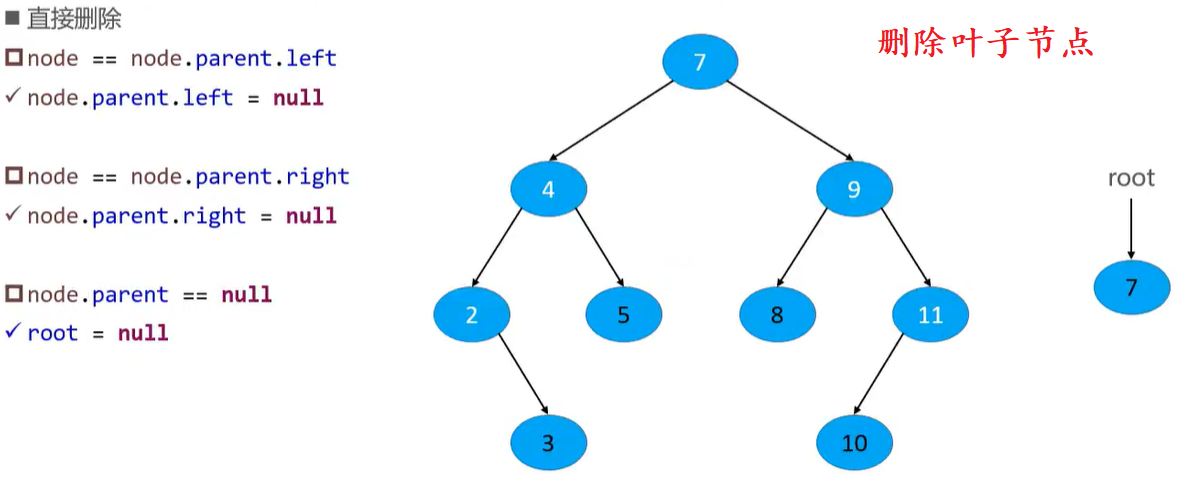 ■ 直接删除
node == node.parent.left
✓ node.parent.left = null
node == node.parent.right
✓ node.parent.right = null
node.parent == null
✓ root = null
删除叶子节点
7
4
9
2
5
8
11
3
10
root
7